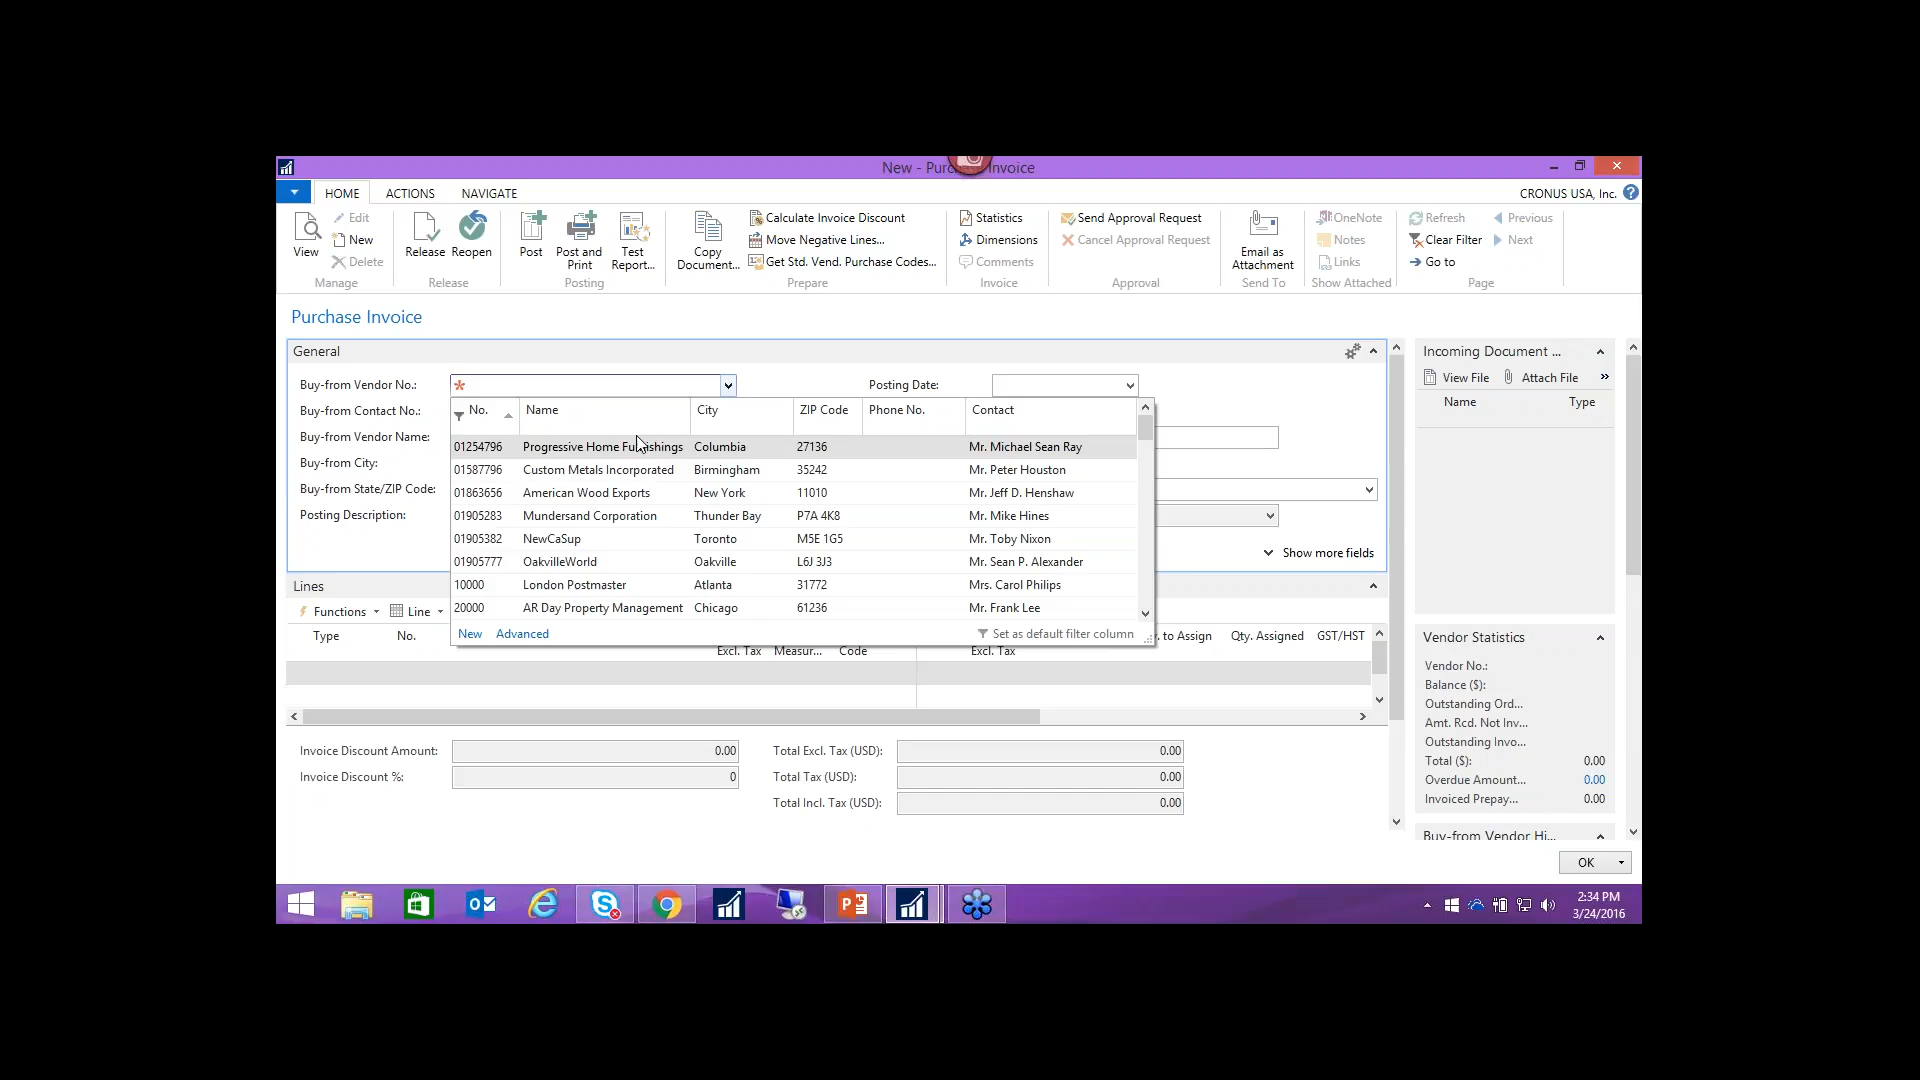 New - Purc    Invoice
HOME ACTIONS NAVIGATE CRONUS USA, Inc. ?
View Edit New Delete Manage
Release Reopen Release
Post Post and Print Test Report... Posting
Copy Document... Calculate Invoice Discount Move Negative Lines... Get Std. Vend. Purchase Codes... Prepare
Statistics Dimensions Comments Invoice
Send Approval Request Cancel Approval Request Approval
Email as Attachment Send To
OneNote Notes Links Show Attached
Refresh Clear Filter Go to Previous Next Page
Purchase Invoice
General
Buy-from Vendor No.: * Posting Date:
Buy-from Contact No.:
Buy-from Vendor Name:
Buy-from City:
Buy-from State/ZIP Code:
Posting Description:
No. Name City ZIP Code Phone No. Contact
01254796 Progressive Home Furnishings Columbia 27136 Mr. Michael Sean Ray
01587796 Custom Metals Incorporated Birmingham 35242 Mr. Peter Houston
01863656 American Wood Exports New York 11010 Mr. Jeff D. Henshaw
01905283 Mundersand Corporation Thunder Bay P7A 4K8 Mr. Mike Hines
01905382 NewCaSup Toronto M5E 1G5 Mr. Toby Nixon
01905777 OakvilleWorld Oakville L6J 3J3 Mr. Sean P. Alexander
10000 London Postmaster Atlanta 31772 Mrs. Carol Philips
20000 AR Day Property Management Chicago 61236 Mr. Frank Lee
New Advanced Set as default filter column
Show more fields
Lines
Functions Line
Type No. . to Assign Qty. Assigned GST/HST
Excl. Tax Measur... Code Excl. Tax
Invoice Discount Amount: 0.00 Total Excl. Tax (USD): 0.00
Invoice Discount %: 0 Total Tax (USD): 0.00
Total Incl. Tax (USD): 0.00
Incoming Document ...
View File Attach File »
Name Type
Vendor Statistics
Vendor No.:
Balance ($):
Outstanding Ord...
Amt. Rcd. Not Inv...
Outstanding Invo...
Total ($): 0.00
Overdue Amount... 0.00
Invoiced Prepay... 0.00
Buy-from Vendor Hi...
OK
2:34 PM
3/24/2016